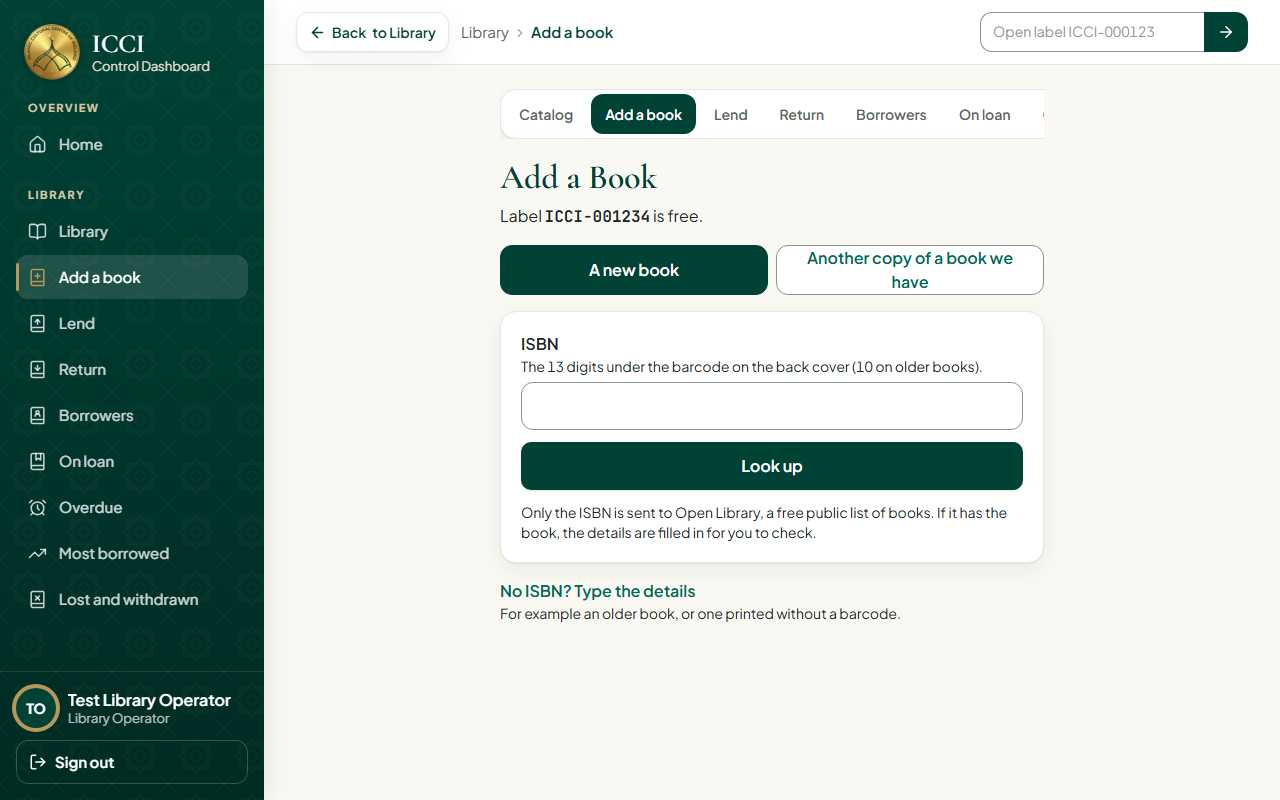 ICCI
Control Dashboard
OVERVIEW
Home
LIBRARY
Library
Add a book
Lend
Return
Borrowers
On loan
Overdue
Most borrowed
Lost and withdrawn
TO
Test Library Operator
Library Operator
Sign out
Back to Library
Library > Add a book
Open label ICCI-000123
Catalog
Add a book
Lend
Return
Borrowers
On loan
Add a Book
Label ICCI-001234 is free.
A new book
Another copy of a book we
have
ISBN
The 13 digits under the barcode on the back cover (10 on older books).
Look up
Only the ISBN is sent to Open Library, a free public list of books. If it has the
book, the details are filled in for you to check.
No ISBN? Type the details
For example an older book, or one printed without a barcode.